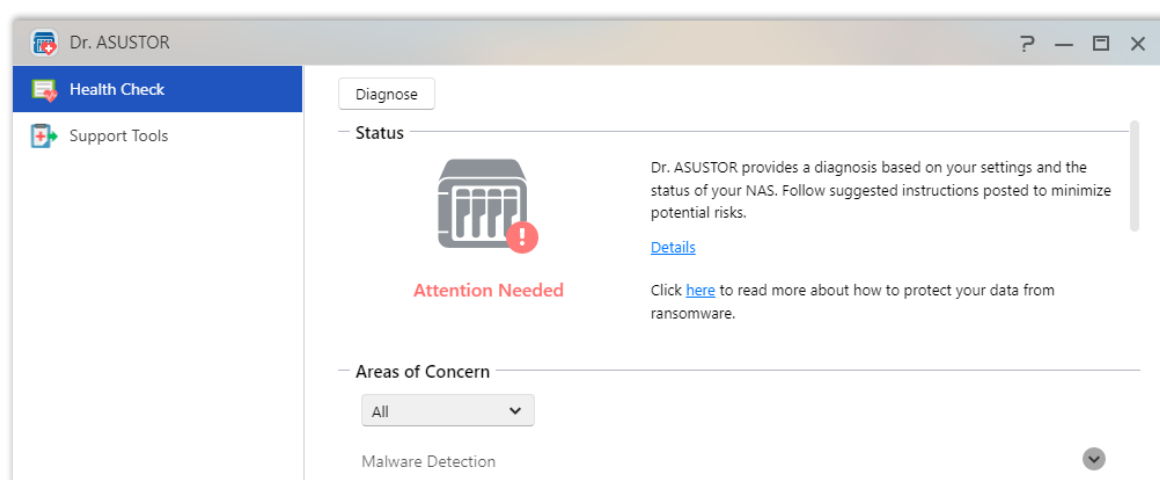 Dr. ASUSTOR
Health Check
Support Tools
Diagnose
Status
Attention Needed
Dr. ASUSTOR provides a diagnosis based on your settings and the
status of your NAS. Follow suggested instructions posted to minimize
potential risks.
Details
Click here to read more about how to protect your data from
ransomware.
Areas of Concern
All
Malware Detection